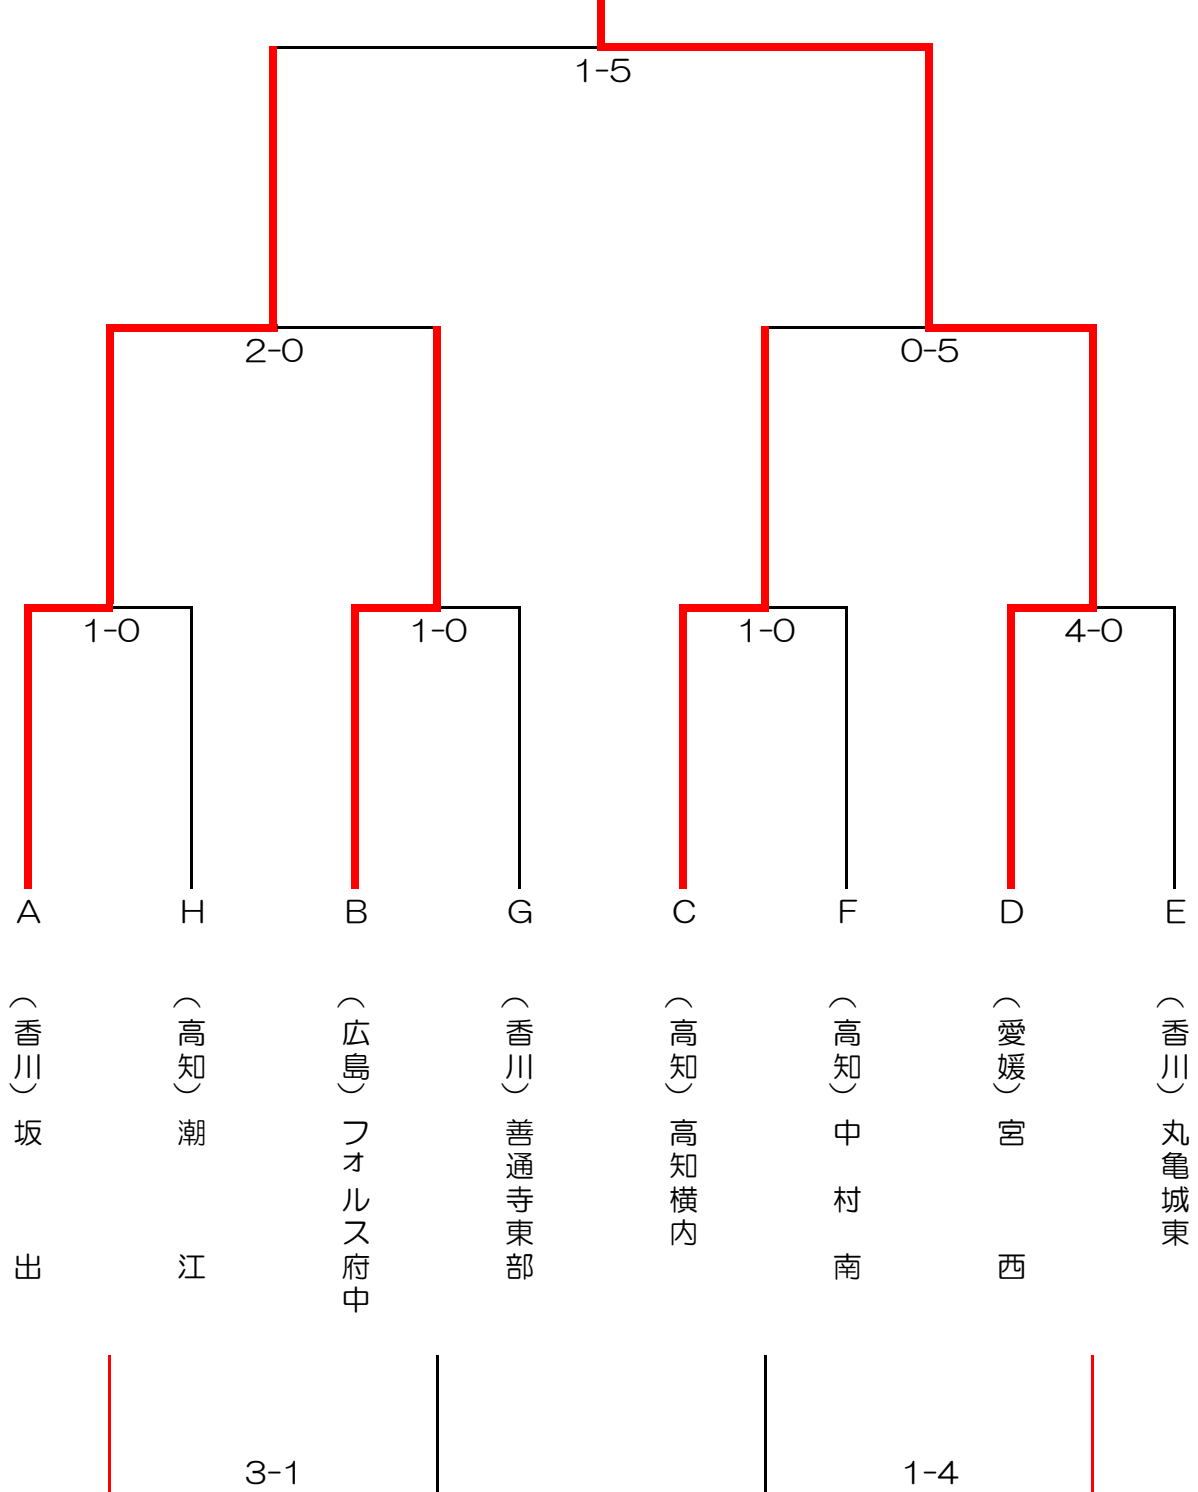 1-5
2-0
0-5
1-0
1-0
1-0
4-0
A
H
B
G
C
F
D
E
（香川）坂出
（高知）潮江
（広島）フォルス府中
（香川）善通寺東部
（高知）高知横内
（高知）中村南
（愛媛）宮西
（香川）丸亀城東
3-1
1-4